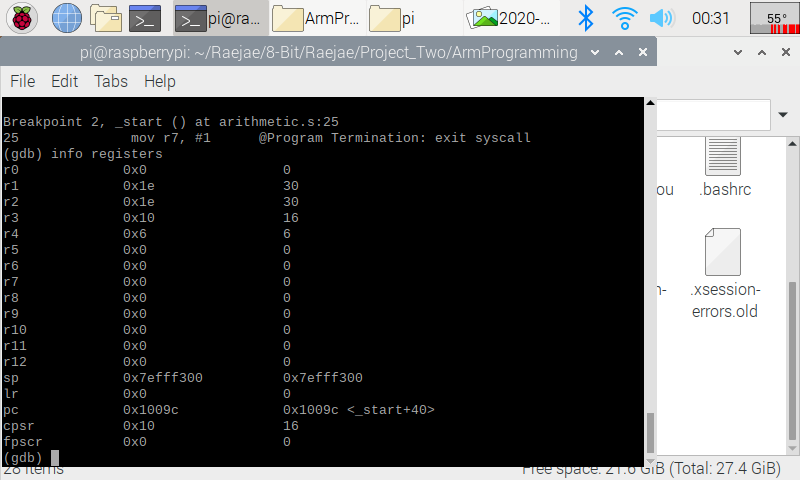 pi@ra... ArmPr... pi 2020-... 00:31 55°
pi@raspberrypi: ~/Raejae/8-Bit/Raejae/Project_Two/ArmProgramming
File Edit Tabs Help
Breakpoint 2, _start () at arithmetic.s:25
25 mov r7, #1 @Program Termination: exit syscall
(gdb) info registers
r0 0x0 0
r1 0x1e 30
r2 0x1e 30
r3 0x10 16
r4 0x6 6
r5 0x0 0
r6 0x0 0
r7 0x0 0
r8 0x0 0
r9 0x0 0
r10 0x0 0
r11 0x0 0
r12 0x0 0
sp 0x7efff300 0x7efff300
lr 0x0 0
pc 0x1009c 0x1009c <_start+40>
cpsr 0x10 16
fpscr 0x0 0
(gdb)
ou .bashrc
n- .xsession-
errors.old
28 items Free space: 21.6 GiB (Total: 27.4 GiB)